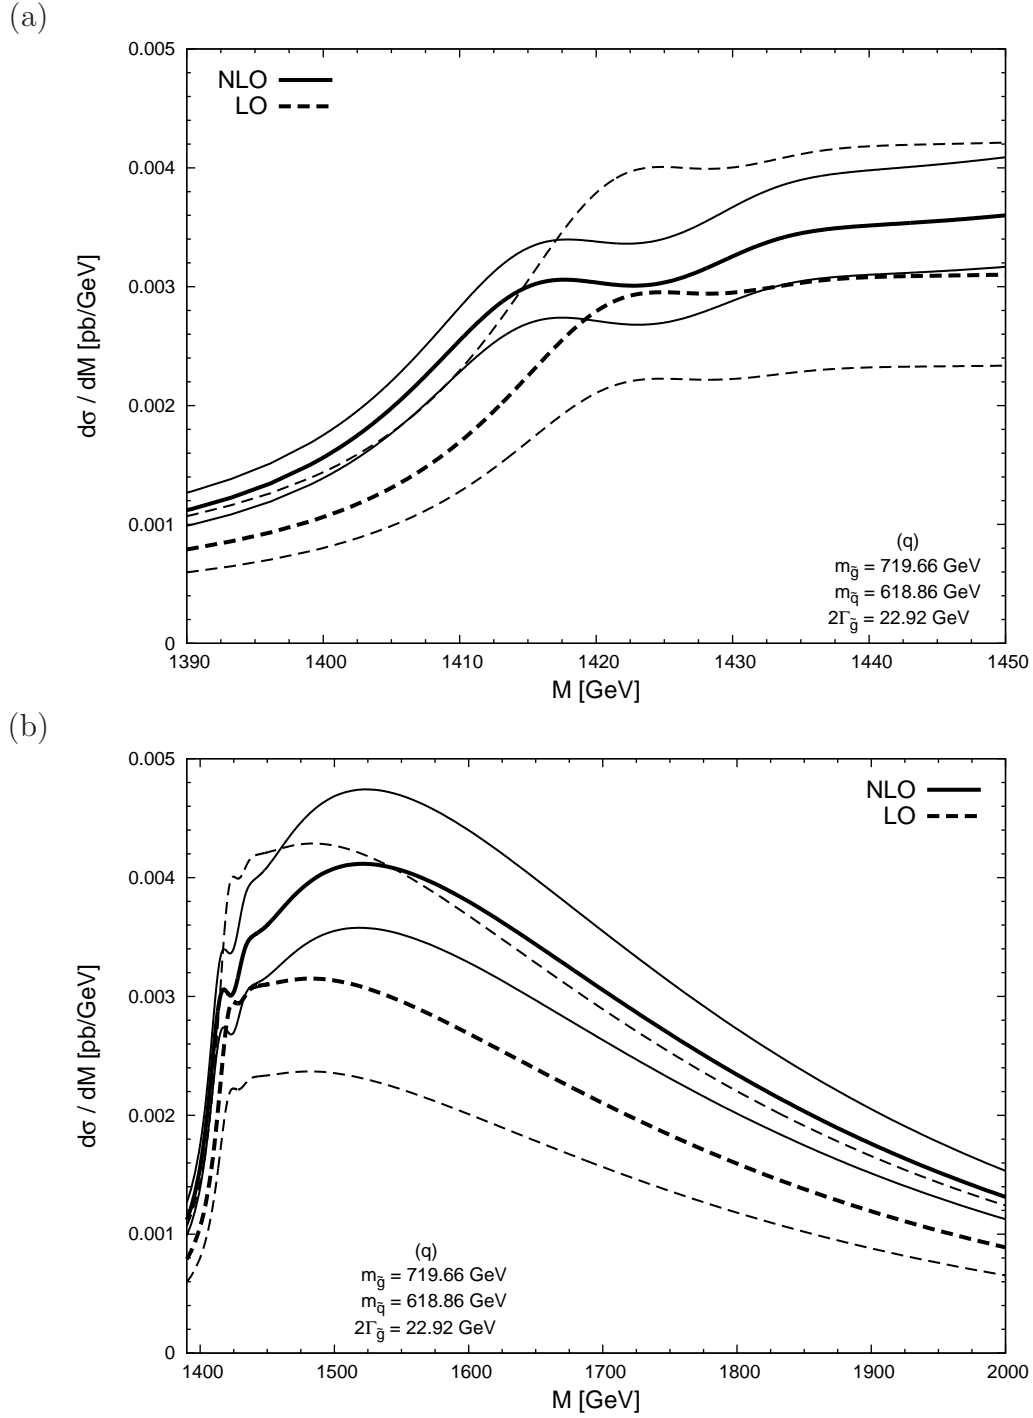 (a)
0.005
0.004
0.003
0.002
0.001
0
dσ / dM [pb/GeV]
NLO
LO
(q)
m_g̃ = 719.66 GeV
m_q̃ = 618.86 GeV
2Γ_g̃ = 22.92 GeV
1390 1400 1410 1420 1430 1440 1450
M [GeV]
(b)
0.005
0.004
0.003
0.002
0.001
0
dσ / dM [pb/GeV]
NLO
LO
(q)
m_g̃ = 719.66 GeV
m_q̃ = 618.86 GeV
2Γ_g̃ = 22.92 GeV
1400 1500 1600 1700 1800 1900 2000
M [GeV]